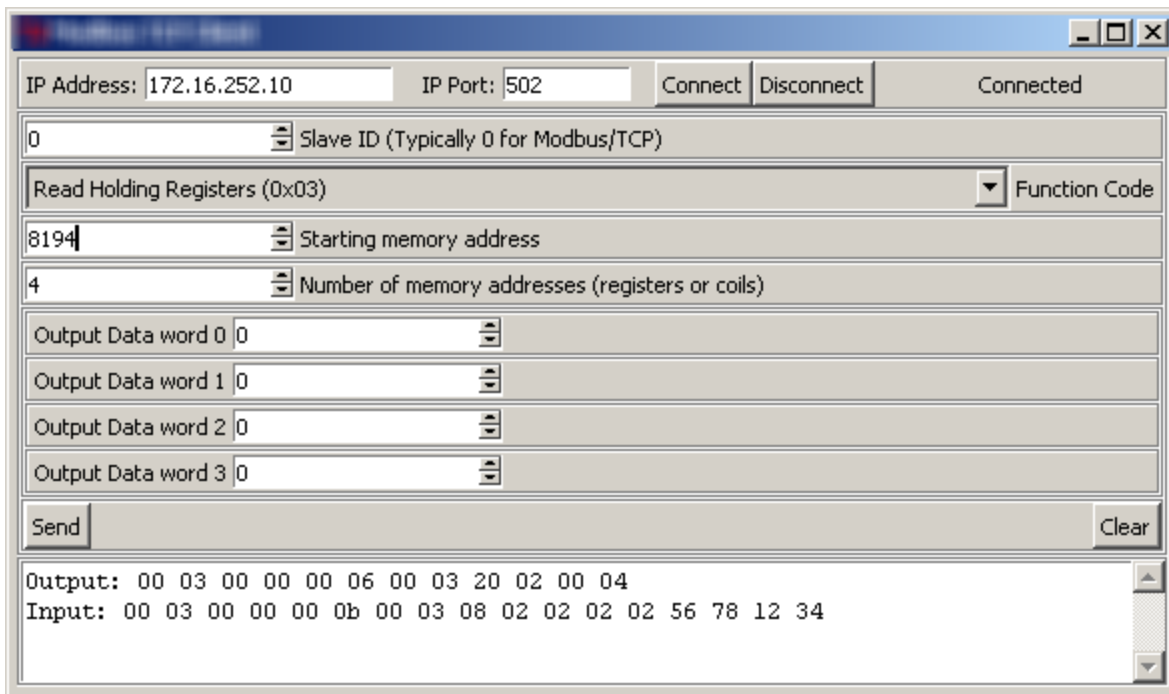 IP Address: 172.16.252.10 IP Port: 502 Connect Disconnect Connected
0 Slave ID (Typically 0 for Modbus/TCP)
Read Holding Registers (0x03) Function Code
8194 Starting memory address
4 Number of memory addresses (registers or coils)
Output Data word 0 0
Output Data word 1 0
Output Data word 2 0
Output Data word 3 0
Send Clear
Output: 00 03 00 00 00 06 00 03 20 02 00 04
Input: 00 03 00 00 00 0b 00 03 08 02 02 02 02 56 78 12 34